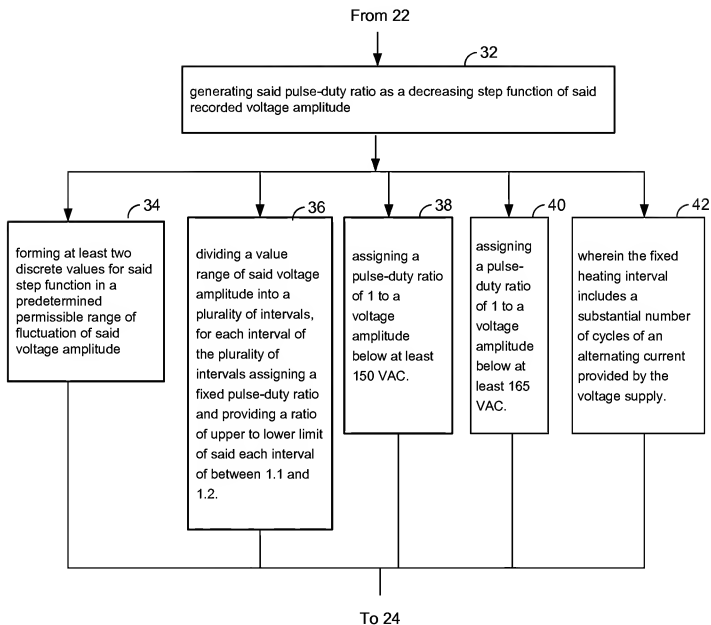 From 22
32
generating said pulse-duty ratio as a decreasing step function of said
recorded voltage amplitude
34
forming at least two
discrete values for said
step function in a
predetermined
permissible range of
fluctuation of said
voltage amplitude
36
dividing a value
range of said voltage
amplitude into a
plurality of intervals,
for each interval of
the plurality of
intervals assigning a
fixed pulse-duty ratio
and providing a ratio
of upper to lower limit
of said each interval
of between 1.1 and
1.2.
38
assigning a
pulse-duty ratio
of 1 to a
voltage
amplitude
below at least
150 VAC.
40
assigning
a pulse-
duty ratio
of 1 to a
voltage
amplitude
below at
least 165
VAC.
42
wherein the fixed
heating interval
includes a
substantial number
of cycles of an
alternating current
provided by the
voltage supply.
To 24